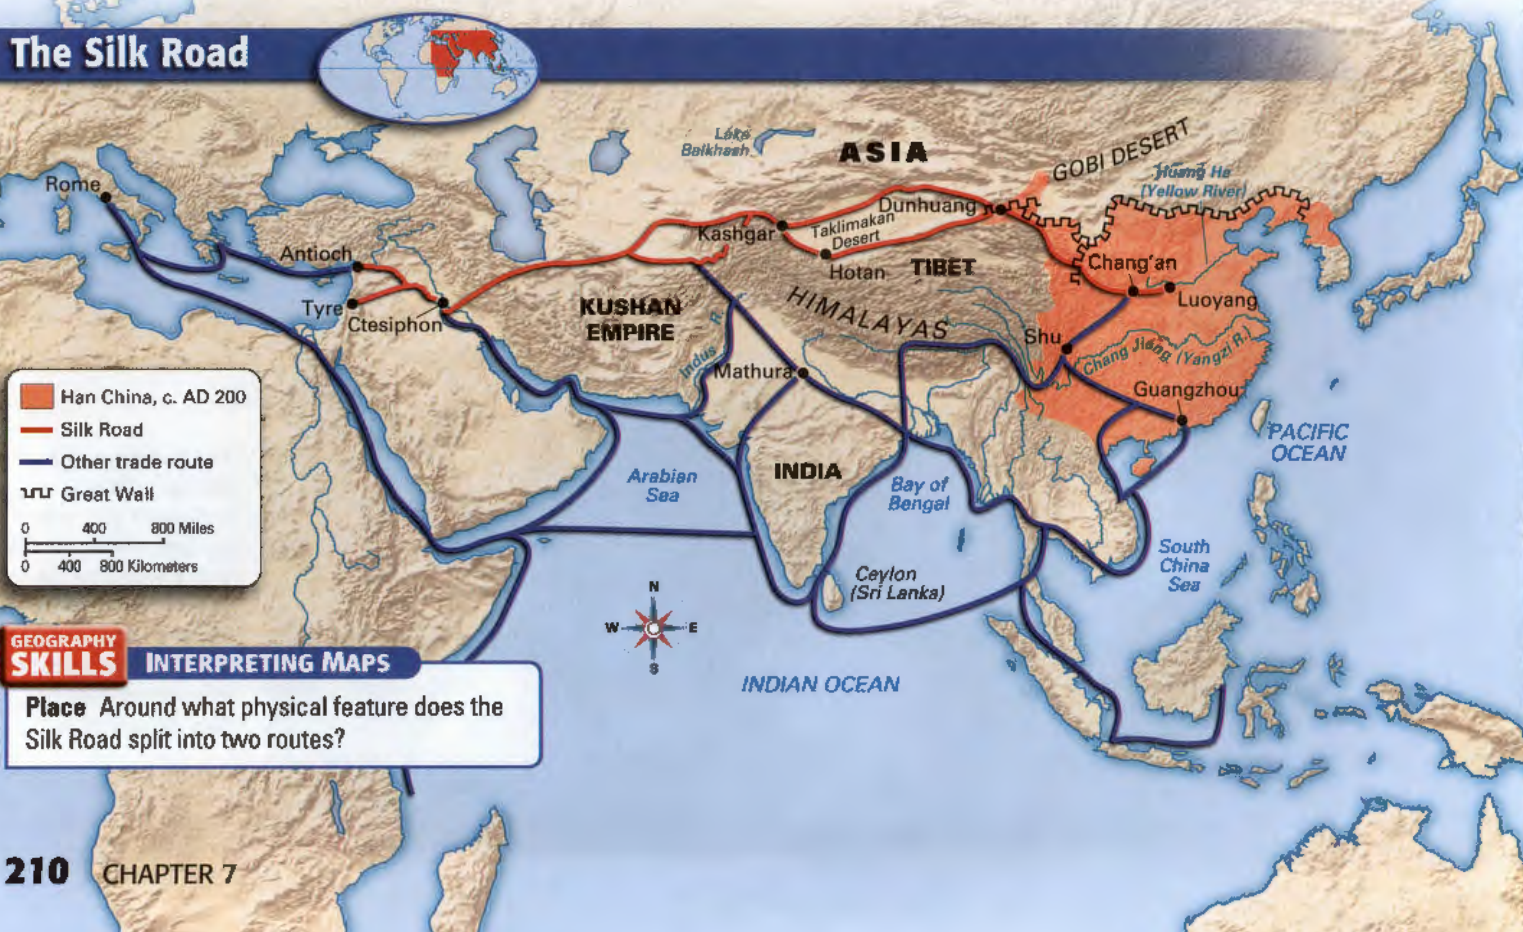 The Silk Road
Lake
Balkhash
ASIA
GOBI DESERT
Huang He
(Yellow River)
Rome
Dunhuang
Kashgar
Taklimakan
Desert
Antioch
Hotan
TIBET
Chang'an
Tyre
Ctesiphon
KUSHAN
EMPIRE
HIMALAYAS
Luoyang
Shu
Chang Jiang (Yangzi R.)
Indus R.
Mathura
Guangzhou
PACIFIC
OCEAN
Han China, c. AD 200
Silk Road
Other trade route
Great Wall
0 400 800 Miles
0 400 800 Kilometers
Arabian
Sea
INDIA
Bay of
Bengal
South
China
Sea
Ceylon
(Sri Lanka)
N
W E
S
INDIAN OCEAN
GEOGRAPHY
SKILLS
INTERPRETING MAPS
Place Around what physical feature does the
Silk Road split into two routes?
210 CHAPTER 7